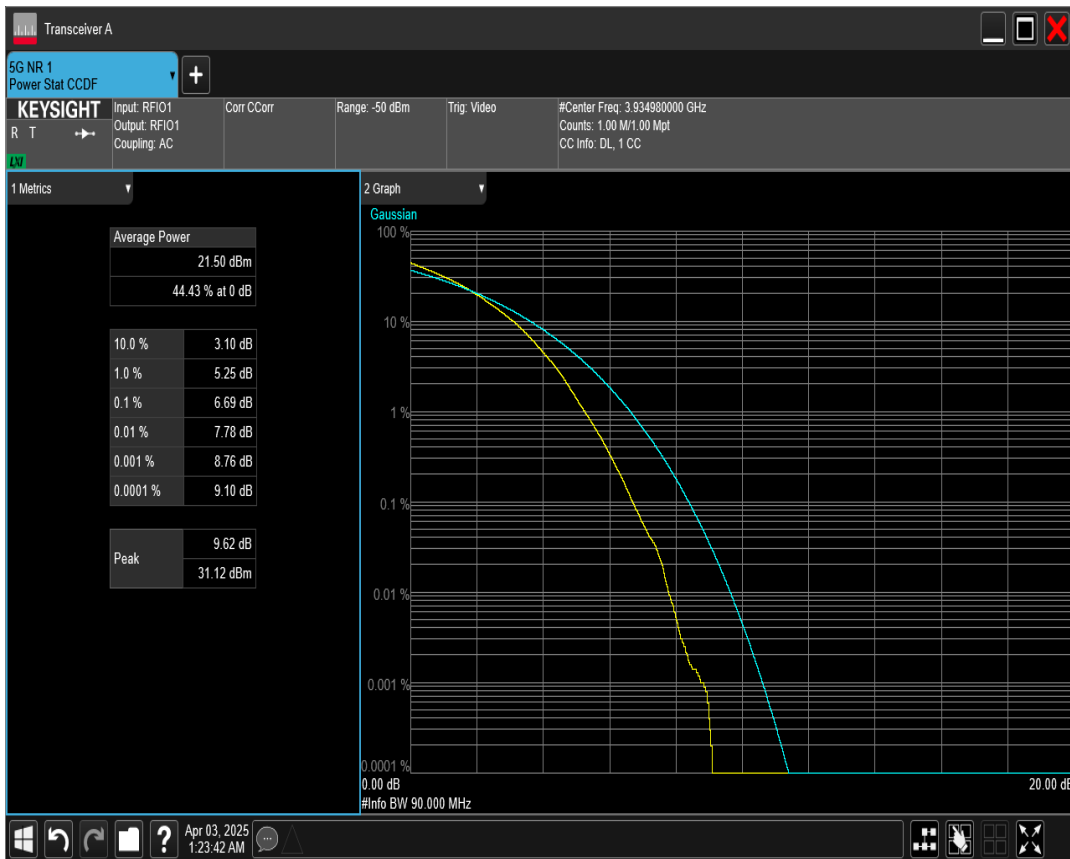 Transceiver A
5G NR 1
Power Stat CCDF
+
KEYSIGHT
R T
LXI
Input: RFIO1
Output: RFIO1
Coupling: AC
Corr CCorr
Range: -50 dBm
Trig: Video
#Center Freq: 3.934980000 GHz
Counts: 1.00 M/1.00 Mpt
CC Info: DL, 1 CC
1 Metrics
Average Power
21.50 dBm
44.43 % at 0 dB
10.0 % 3.10 dB
1.0 % 5.25 dB
0.1 % 6.69 dB
0.01 % 7.78 dB
0.001 % 8.76 dB
0.0001 % 9.10 dB
Peak
9.62 dB
31.12 dBm
2 Graph
Gaussian
100 %
10 %
1 %
0.1 %
0.01 %
0.001 %
0.0001 %
0.00 dB
20.00 dB
#Info BW 90.000 MHz
?
Apr 03, 2025
1:23:42 AM